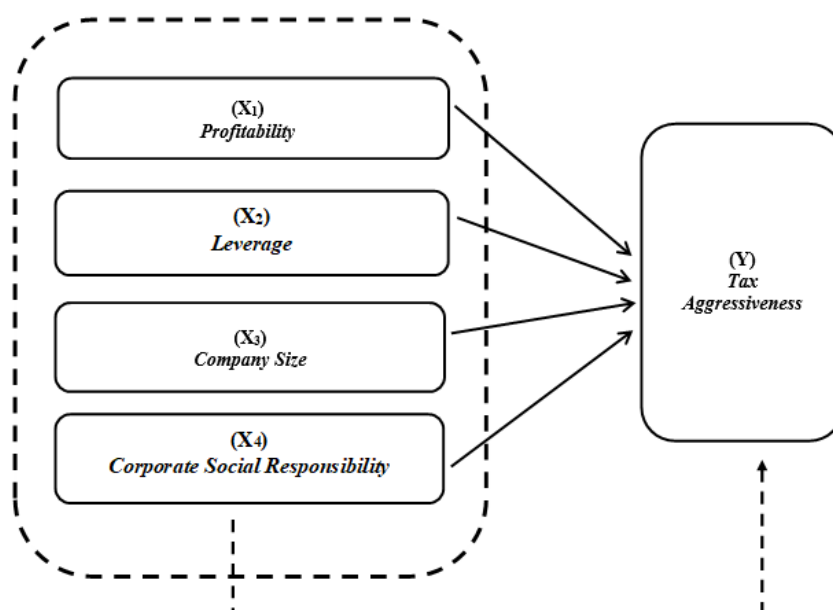 (X₁)
Profitability
(X₂)
Leverage
(X₃)
Company Size
(X₄)
Corporate Social Responsibility
(Y)
Tax
Aggressiveness